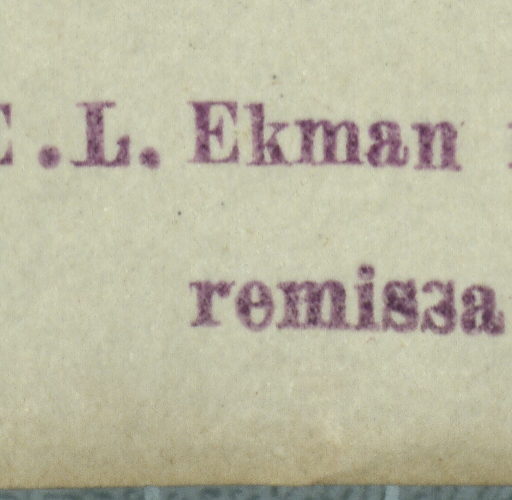 .L. Ekman
remissa